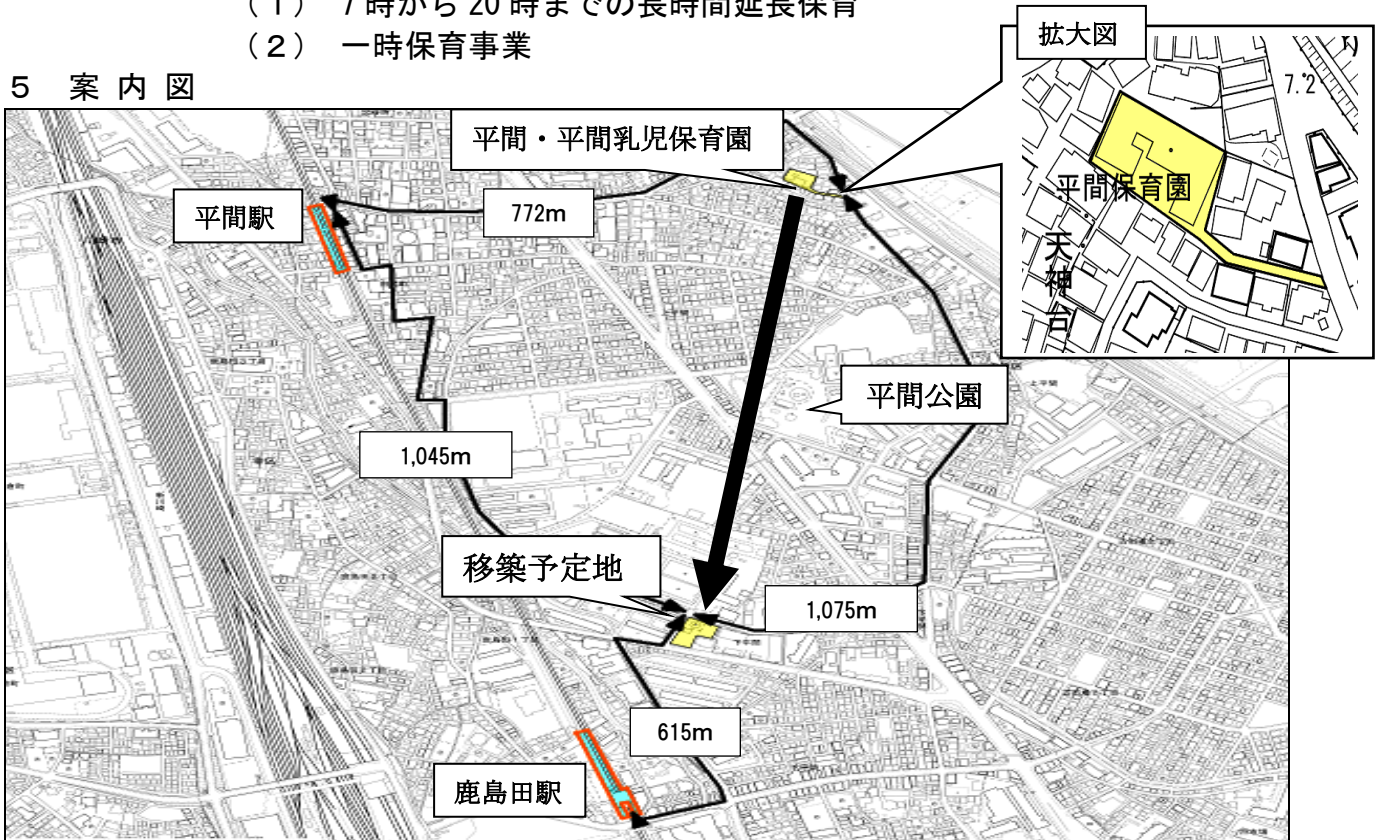 （１） ７時から 20 時までの長時間延長保育
（２） 一時保育事業
５ 案 内 図
拡大図
7.2
平間保育園
天神台
平間・平間乳児保育園
平間駅
772m
平間公園
1,045m
移築予定地
1,075m
615m
鹿島田駅